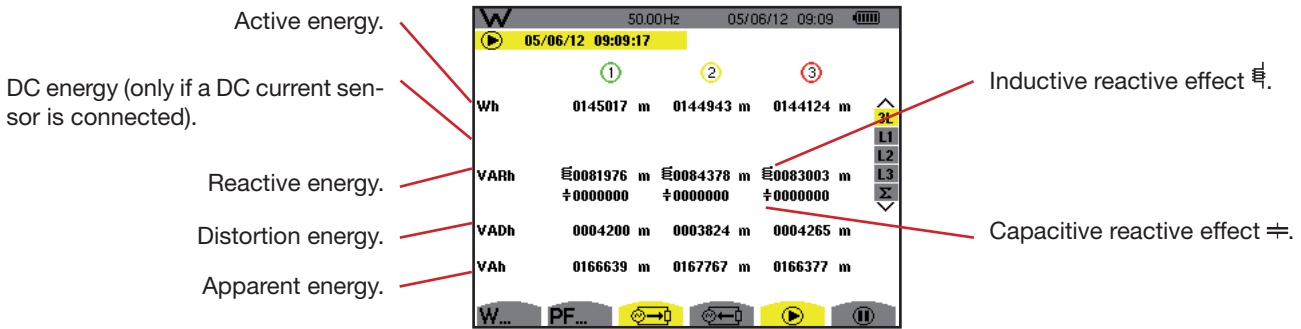 Active energy.
DC energy (only if a DC current sen-
sor is connected).
Reactive energy.
Distortion energy.
Apparent energy.
W 50.00Hz 05/06/12 09:09
05/06/12 09:09:17
1 2 3
Wh 0145017 m 0144943 m 0144124 m
3L
L1
L2
L3
Σ
VARh 0081976 m 0084378 m 0083003 m
0000000 0000000 0000000
VADh 0004200 m 0003824 m 0004265 m
VAh 0166639 m 0167767 m 0166377 m
W... PF...
Inductive reactive effect .
Capacitive reactive effect .